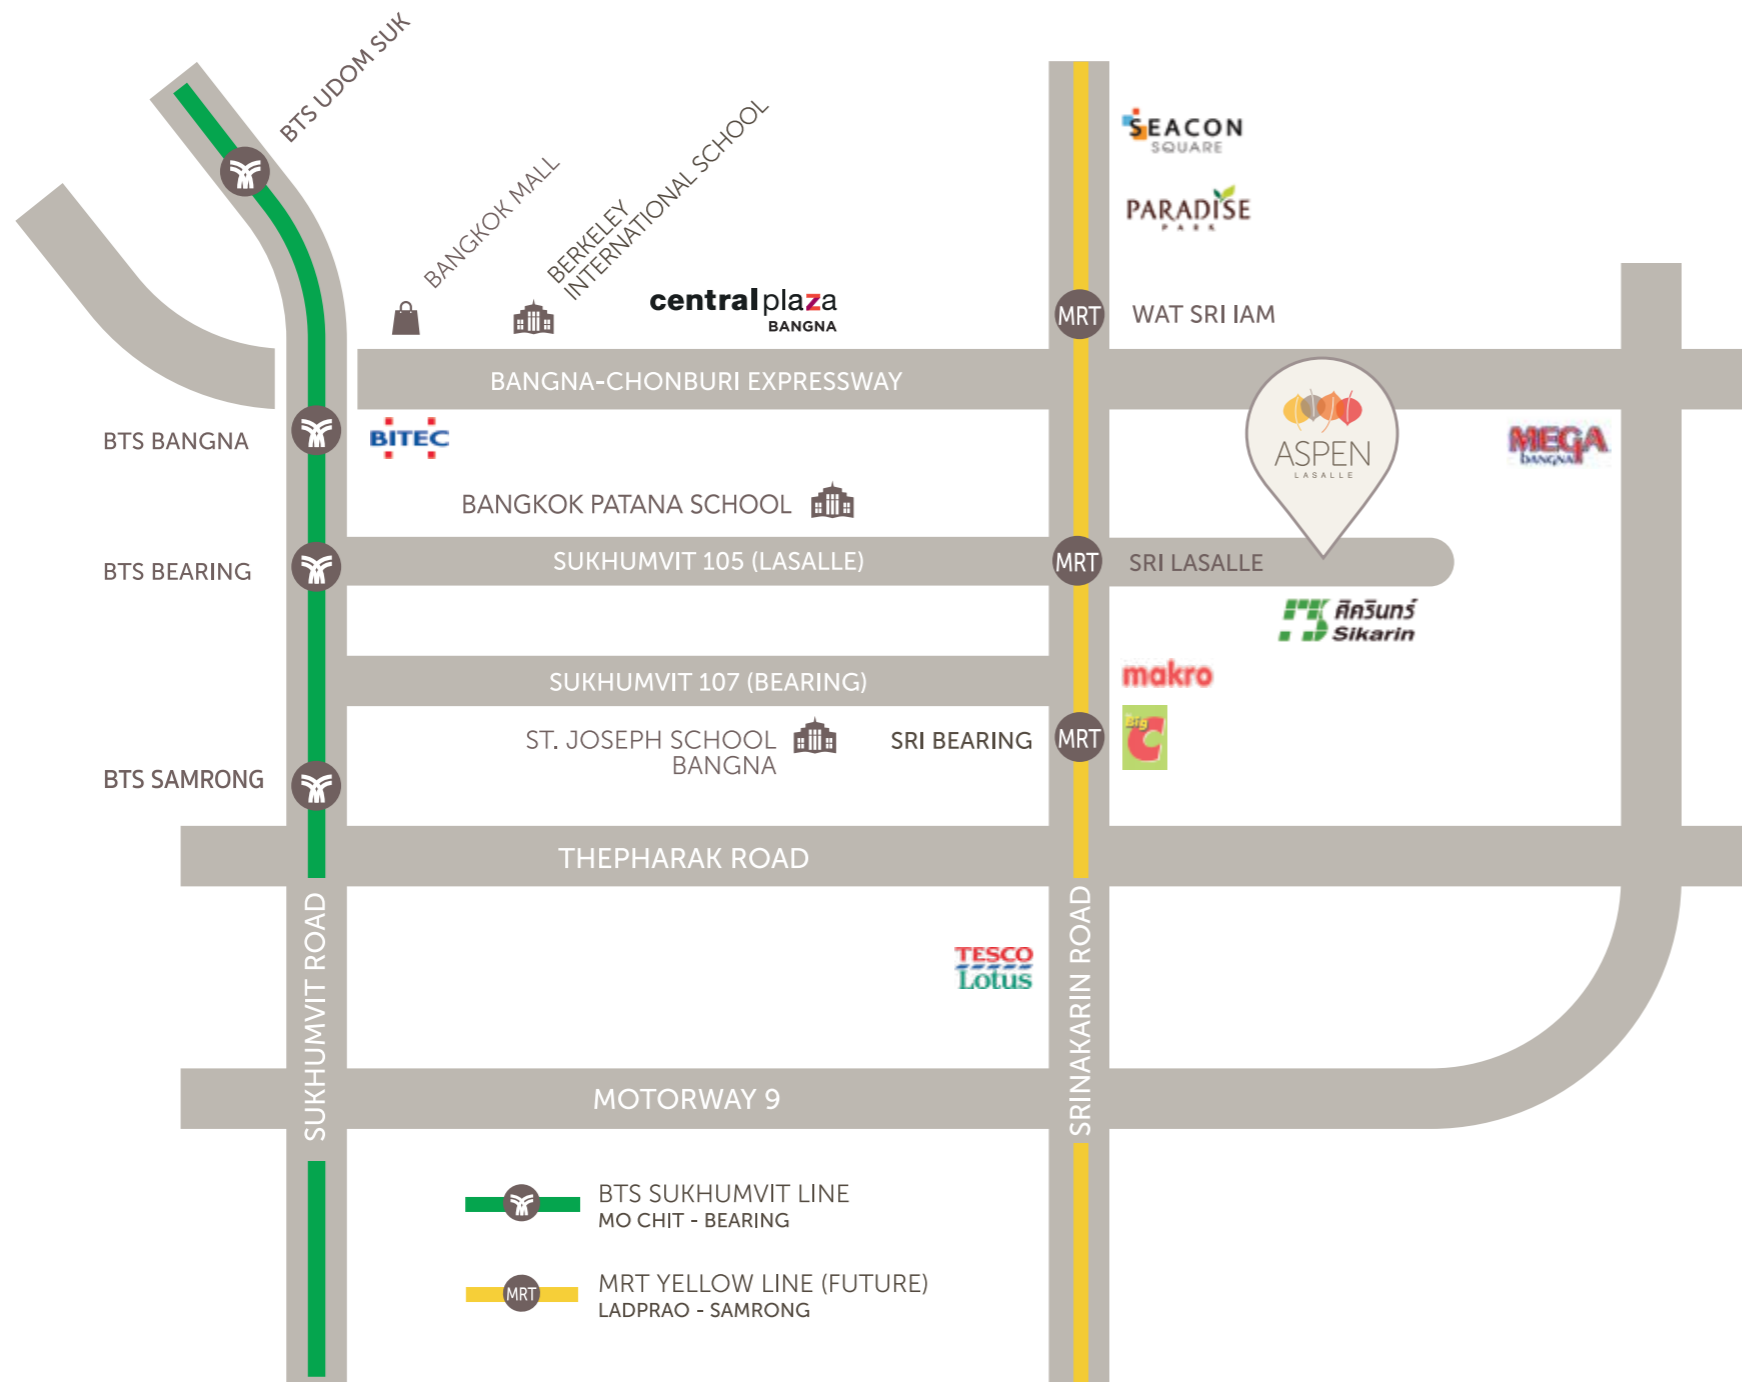 BTS UDOM SUK
BANGKOK MALL
BERKELEY
INTERNATIONAL SCHOOL
SEACON
SQUARE
PARADISE
PARK
centralplaza
BANGNA
MRT
WAT SRI IAM
BANGNA-CHONBURI EXPRESSWAY
BTS BANGNA
BITEC
ASPEN
LASALLE
MEGA
BANGNA
BANGKOK PATANA SCHOOL
BTS BEARING
SUKHUMVIT 105 (LASALLE)
MRT
SRI LASALLE
ศิครินทร์
Sikarin
SUKHUMVIT 107 (BEARING)
makro
Big
C
ST. JOSEPH SCHOOL
BANGNA
SRI BEARING
MRT
BTS SAMRONG
THEPHARAK ROAD
SUKHUMVIT ROAD
SRINAKARIN ROAD
TESCO
Lotus
MOTORWAY 9
BTS SUKHUMVIT LINE
MO CHIT - BEARING
MRT
MRT YELLOW LINE (FUTURE)
LADPRAO - SAMRONG